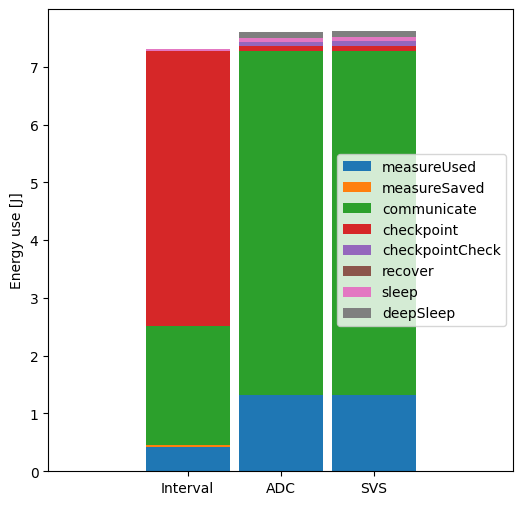 7
6
5
4
3
2
1
0
Energy use [J]
Interval
ADC
SVS
measureUsed
measureSaved
communicate
checkpoint
checkpointCheck
recover
sleep
deepSleep